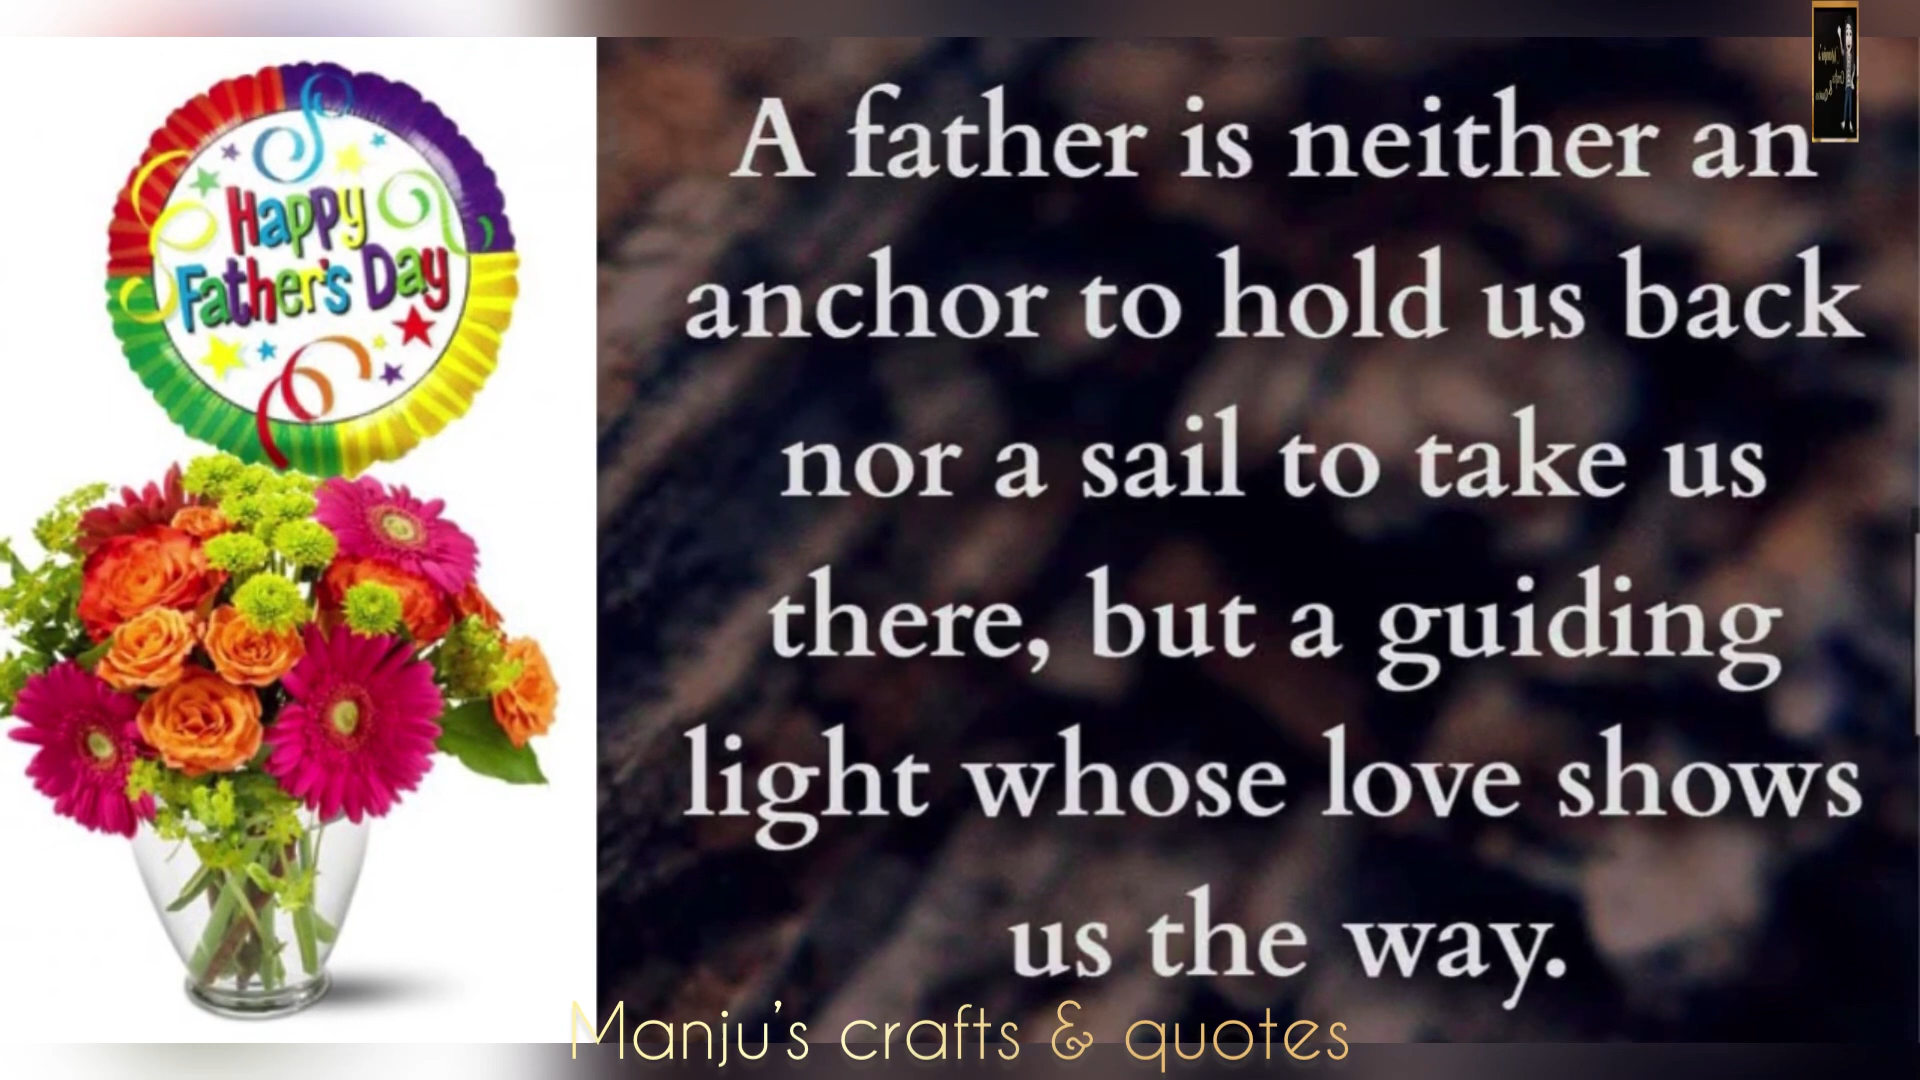 Happy
Father's Day
A father is neither an
anchor to hold us back
nor a sail to take us
there, but a guiding
light whose love shows
us the way.
Manju's crafts & quotes